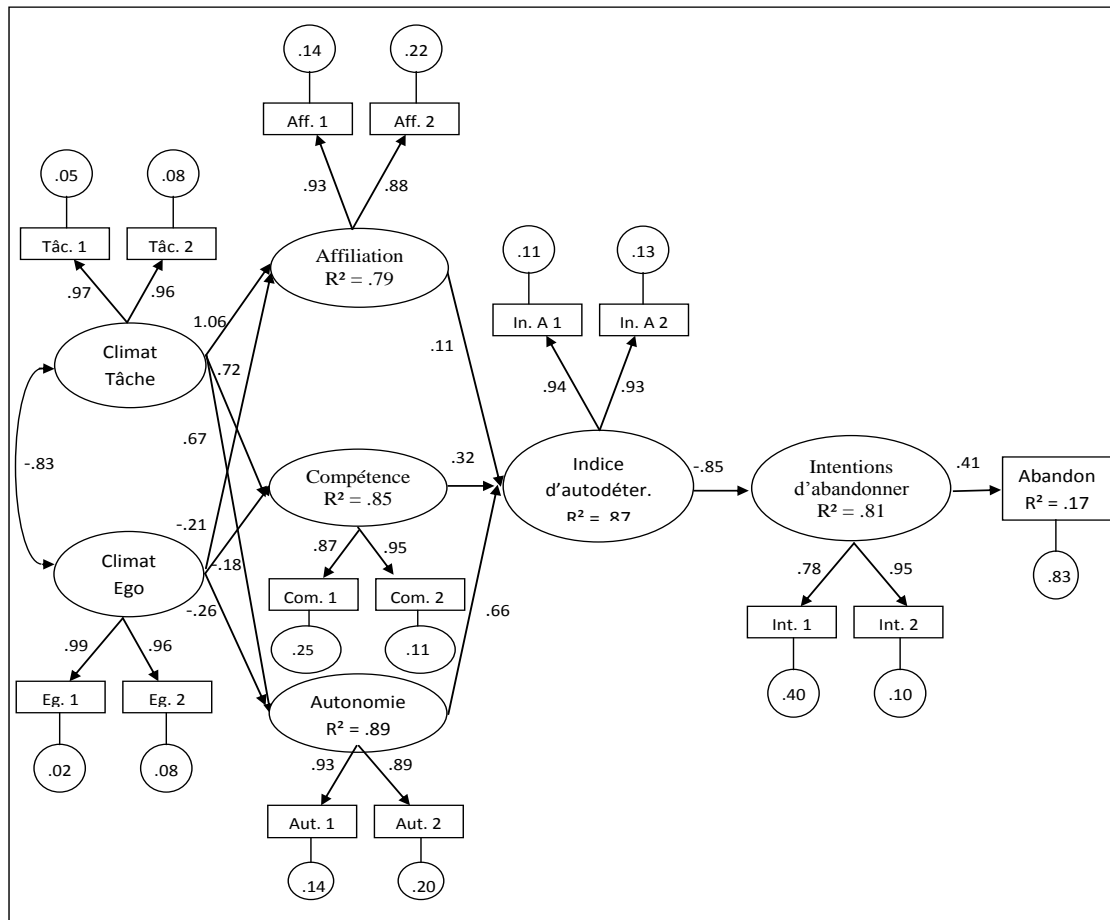 .14
.22
Aff. 1
Aff. 2
.05
.08
.93
.88
Tâc. 1
Tâc. 2
Affiliation
R² = .79
.11
.13
.97
.96
1.06
In. A 1
In. A 2
Climat
Tâche
.72
.11
.94
.93
.67
-.83
Compétence
R² = .85
.32
Indice
d'autodéter.
R² = .87
-.85
Intentions
d'abandonner
R² = .81
.41
Abandon
R² = .17
-.21
Climat
Ego
-.18
-.26
.87
.95
.78
.95
.83
Com. 1
Com. 2
.66
Int. 1
Int. 2
.99
.96
.25
.11
.40
.10
Eg. 1
Eg. 2
Autonomie
R² = .89
.02
.08
.93
.89
Aut. 1
Aut. 2
.14
.20